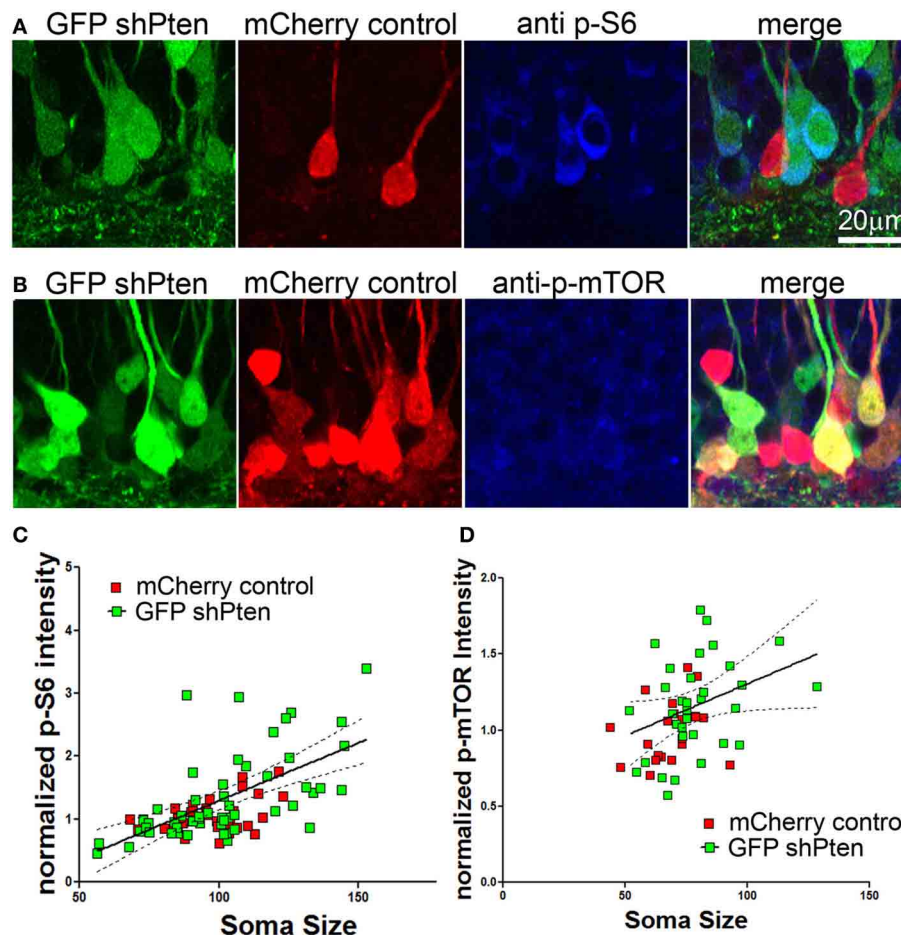 A GFP shPten mCherry control anti p-S6 merge
20µm
B GFP shPten mCherry control anti-p-mTOR merge
C
D
normalized p-S6 intensity
5
4
3
2
1
0
mCherry control
GFP shPten
50 100 150
Soma Size
normalized p-mTOR Intensity
2.0
1.5
1.0
0.5
0.0
mCherry control
GFP shPten
0 50 100 150
Soma Size